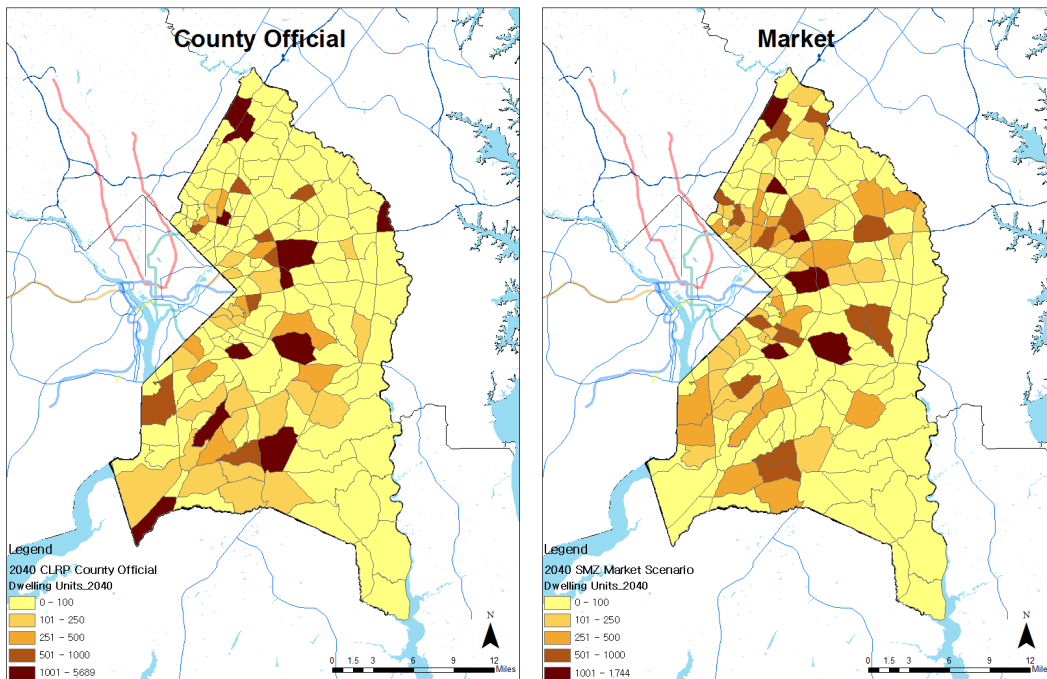 County Official
Legend
2040 CLRP County Official
Dwelling Units_2040
0 - 100
101 - 250
251 - 500
501 - 1000
1001 - 5689
N
0 1.5 3 6 9 12
Miles
Market
Legend
2040 SMZ Market Scenario
Dwelling Units_2040
0 - 100
101 - 250
251 - 500
501 - 1000
1001 - 1,744
N
0 1.5 3 6 9 12
Miles